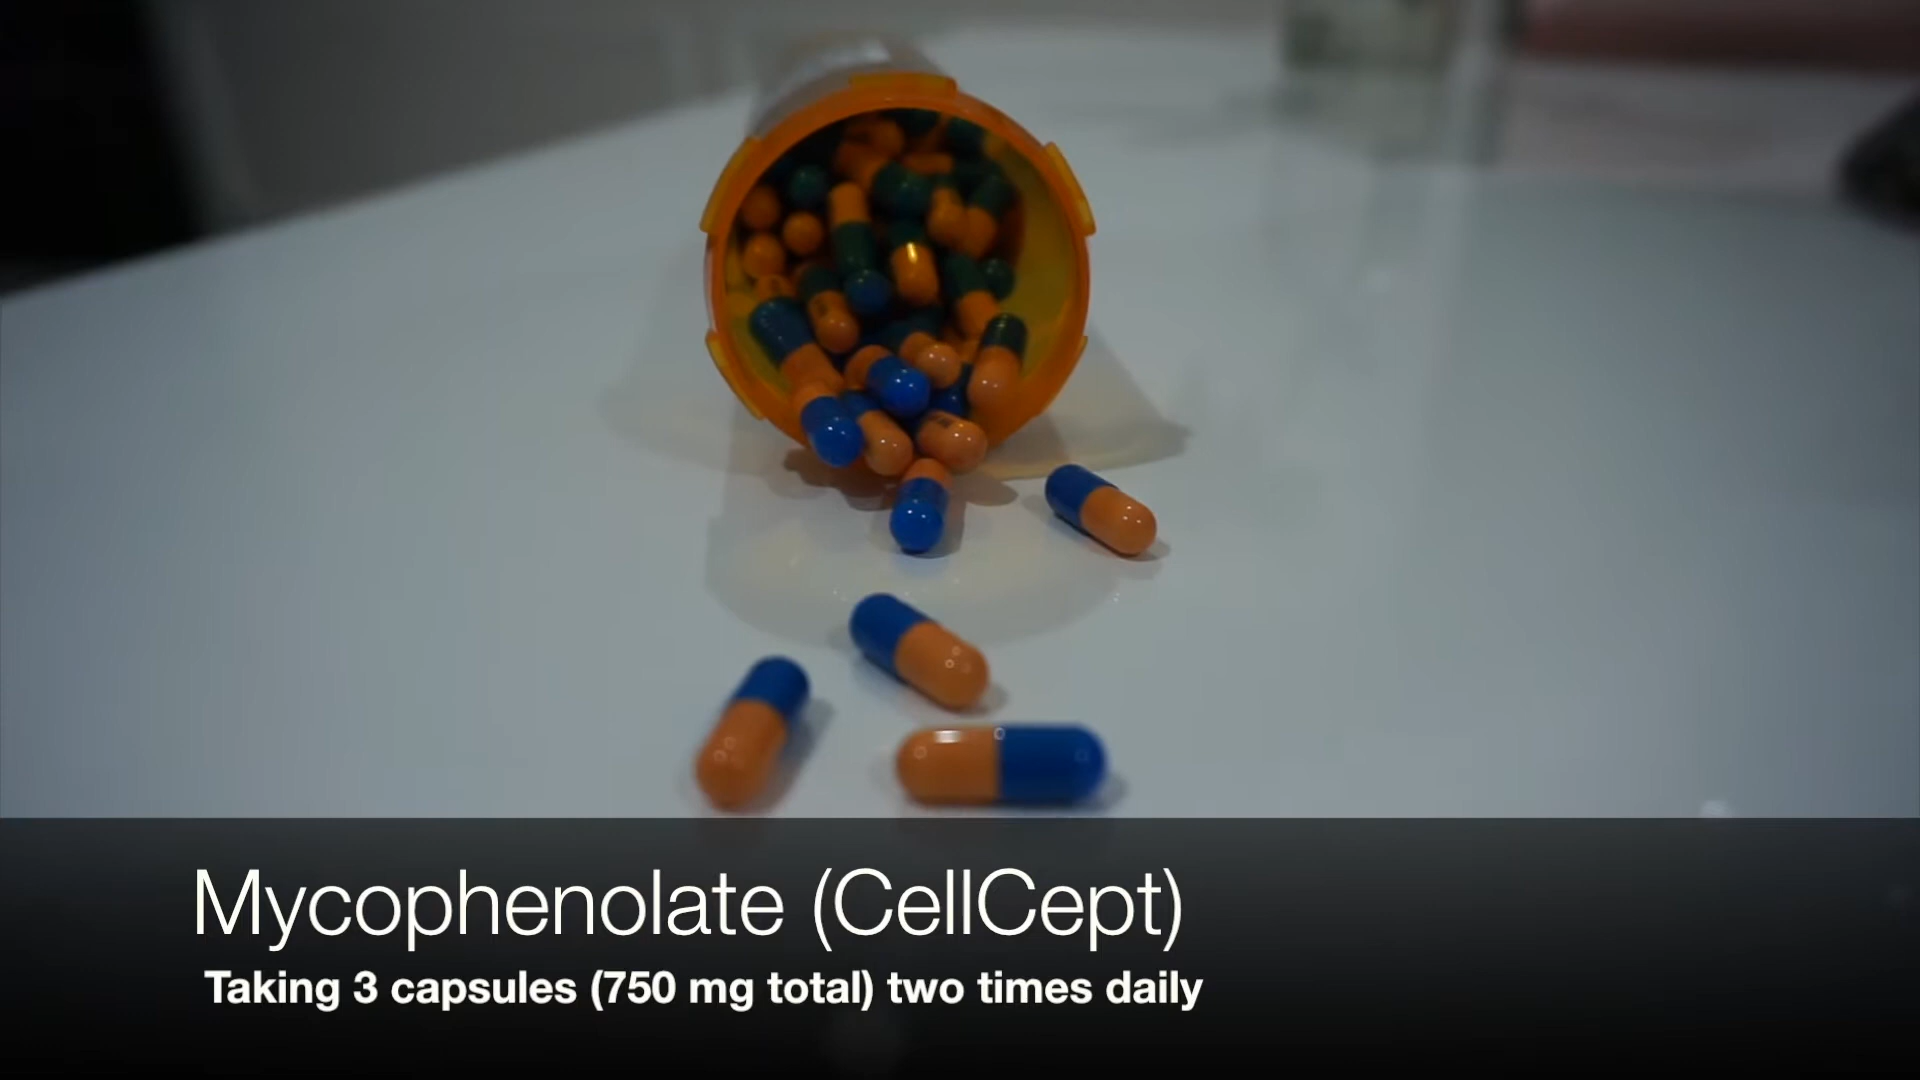 Mycophenolate (CellCept)
Taking 3 capsules (750 mg total) two times daily